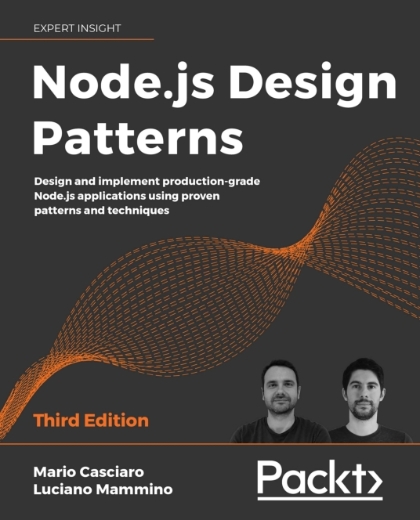 EXPERT INSIGHT
Node.js Design
Patterns
Design and implement production-grade
Node.js applications using proven
patterns and techniques
Third Edition
Mario Casciaro
Luciano Mammino
Packt>